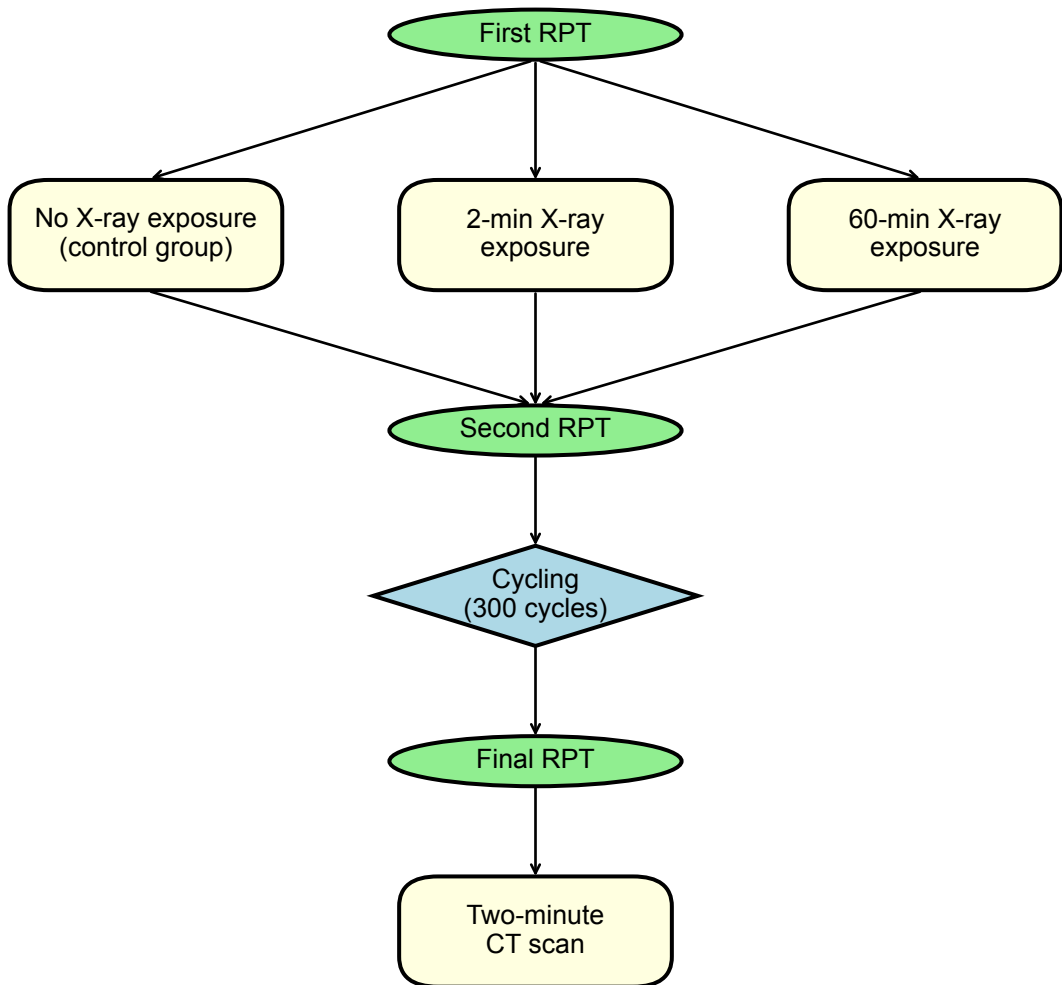 First RPT
No X-ray exposure
(control group)
2-min X-ray
exposure
60-min X-ray
exposure
Second RPT
Cycling
(300 cycles)
Final RPT
Two-minute
CT scan